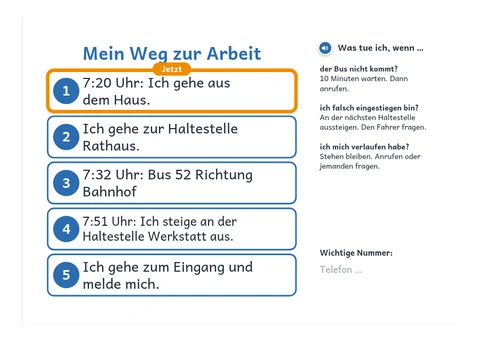 Mein Weg zur Arbeit
Jetzt
1
7:20 Uhr: Ich gehe aus
dem Haus.
2
Ich gehe zur Haltestelle
Rathaus.
3
7:32 Uhr: Bus 52 Richtung
Bahnhof
4
7:51 Uhr: Ich steige an der
Haltestelle Werkstatt aus.
5
Ich gehe zum Eingang und
melde mich.
Was tue ich, wenn ...
der Bus nicht kommt?
10 Minuten warten. Dann
anrufen.
ich falsch eingestiegen bin?
An der nächsten Haltestelle
aussteigen. Den Fahrer fragen.
ich mich verlaufen habe?
Stehen bleiben. Anrufen oder
jemanden fragen.
Wichtige Nummer:
Telefon ...